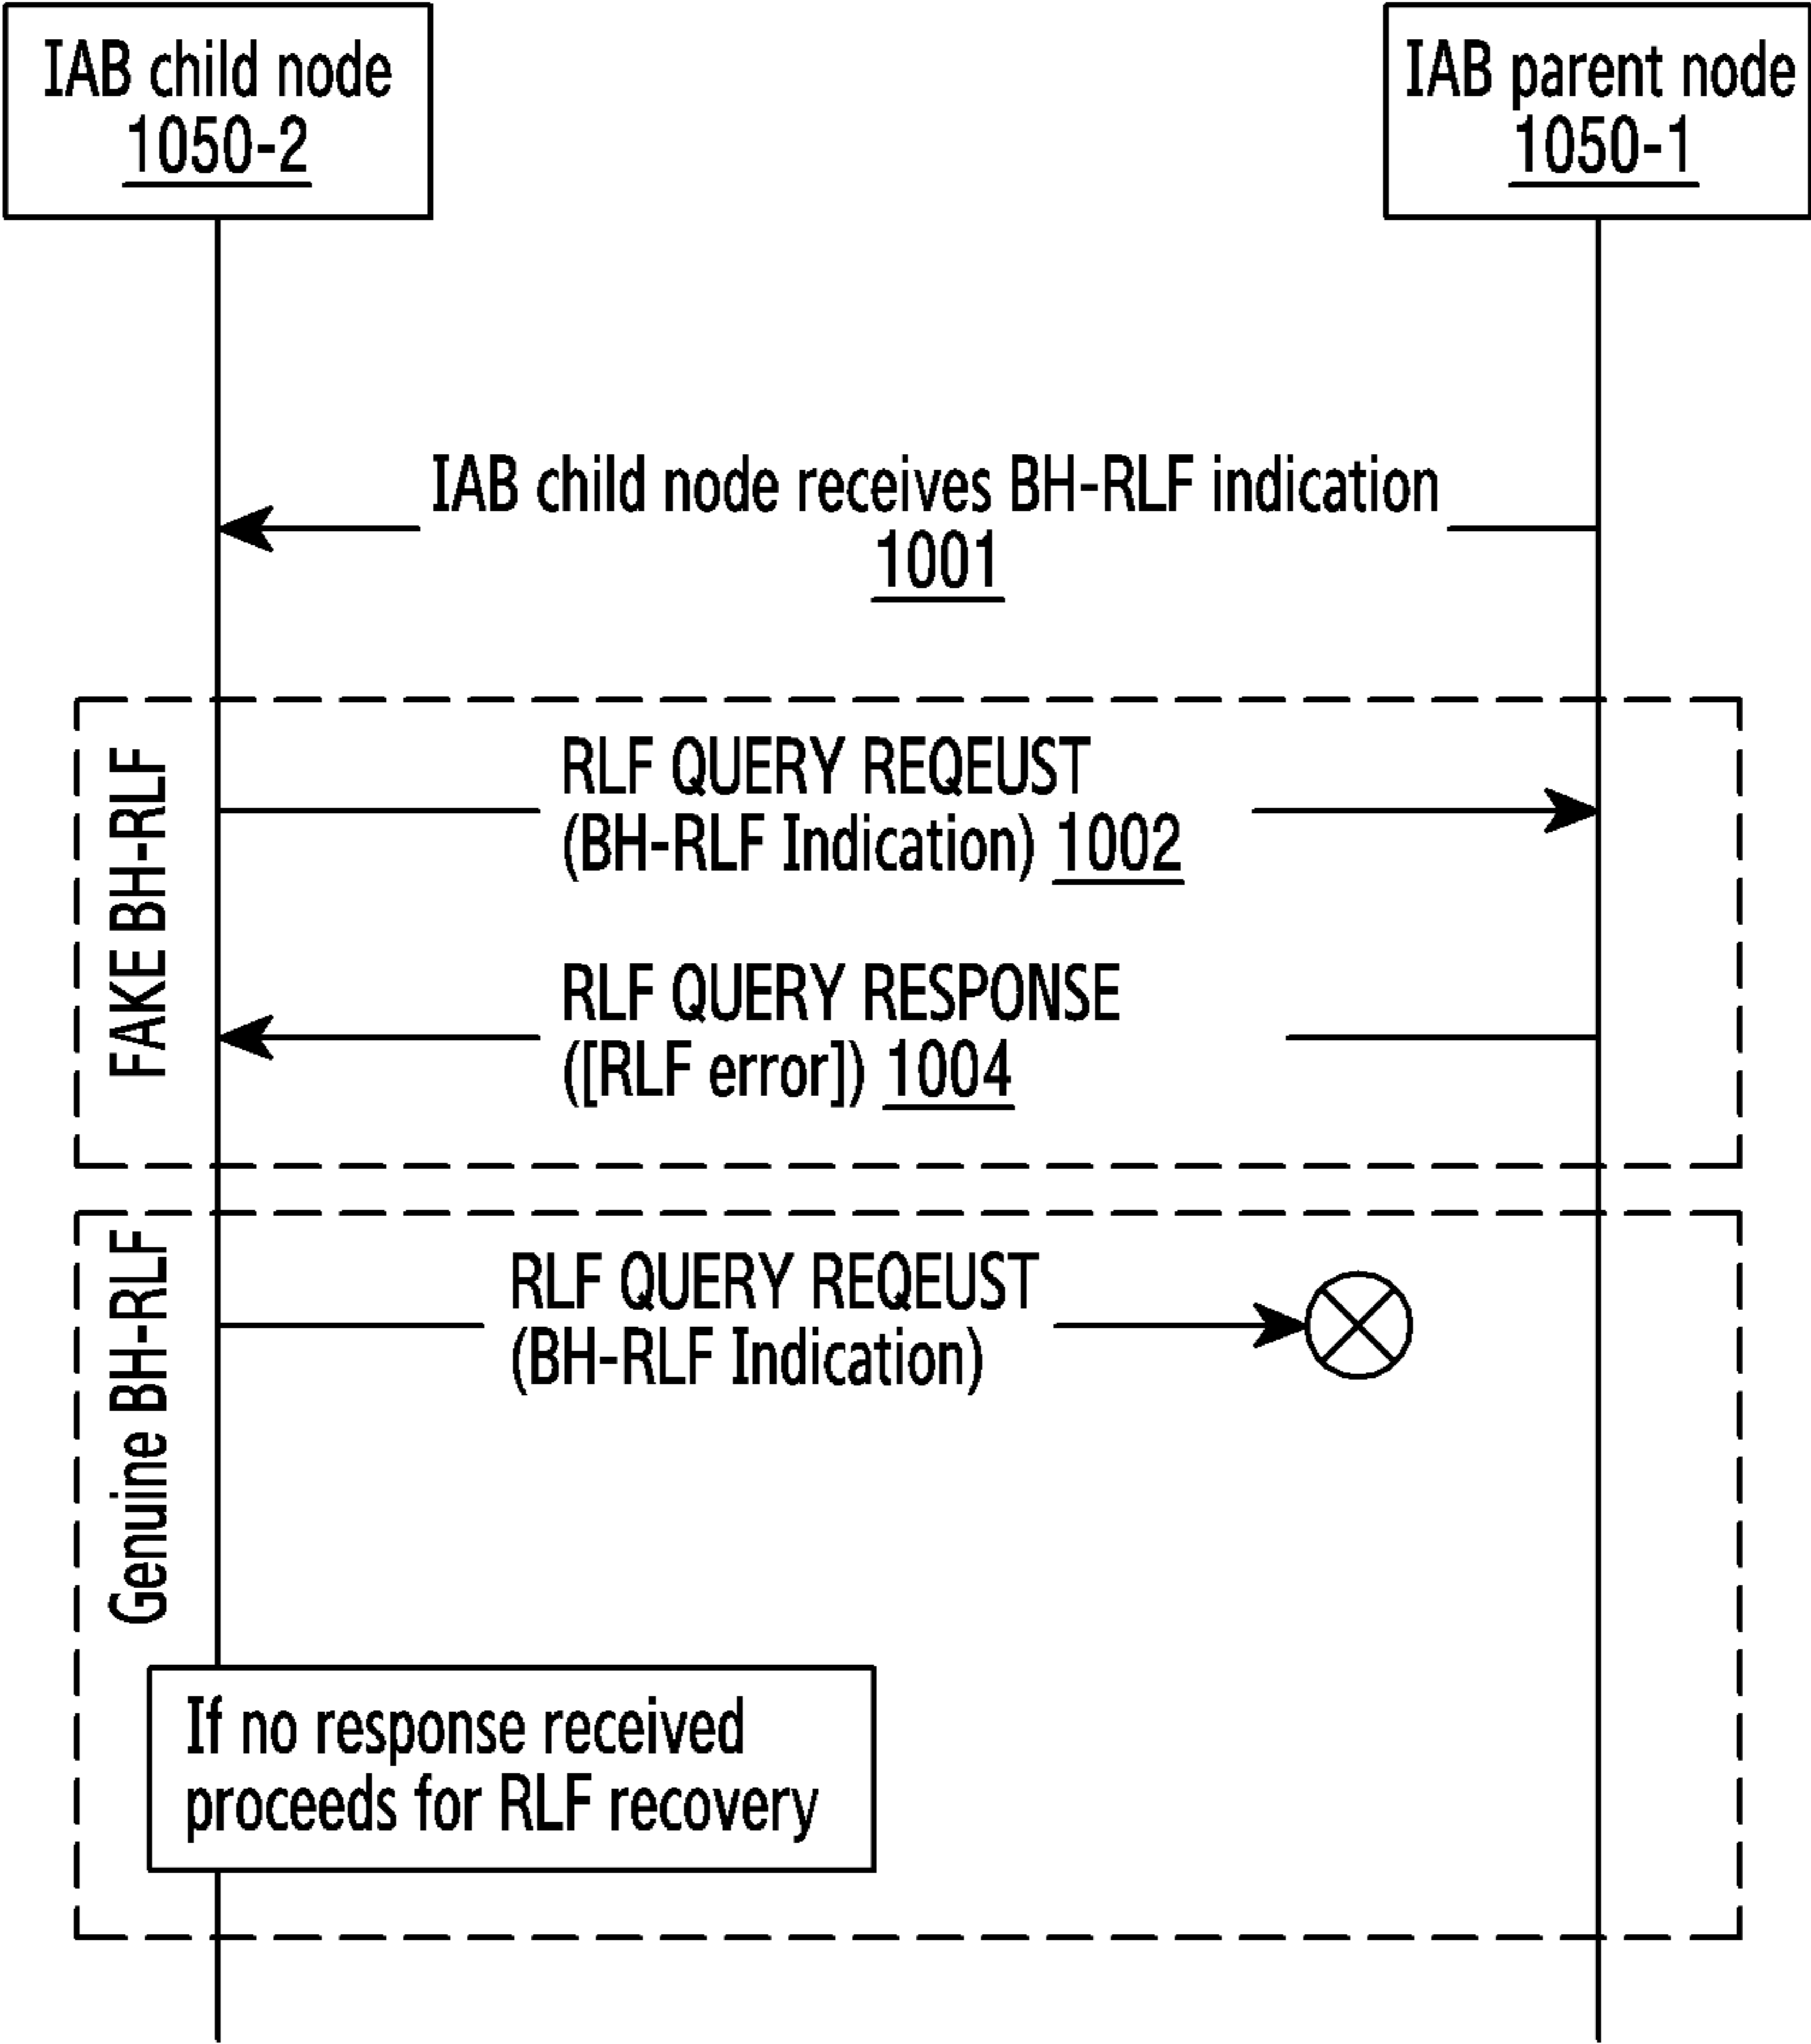 IAB child node
1050-2
IAB parent node
1050-1
IAB child node receives BH-RLF indication
1001
FAKE BH-RLF
RLF QUERY REQEUST
(BH-RLF Indication) 1002
RLF QUERY RESPONSE
([RLF error]) 1004
Genuine BH-RLF
RLF QUERY REQEUST
(BH-RLF Indication)
If no response received
proceeds for RLF recovery